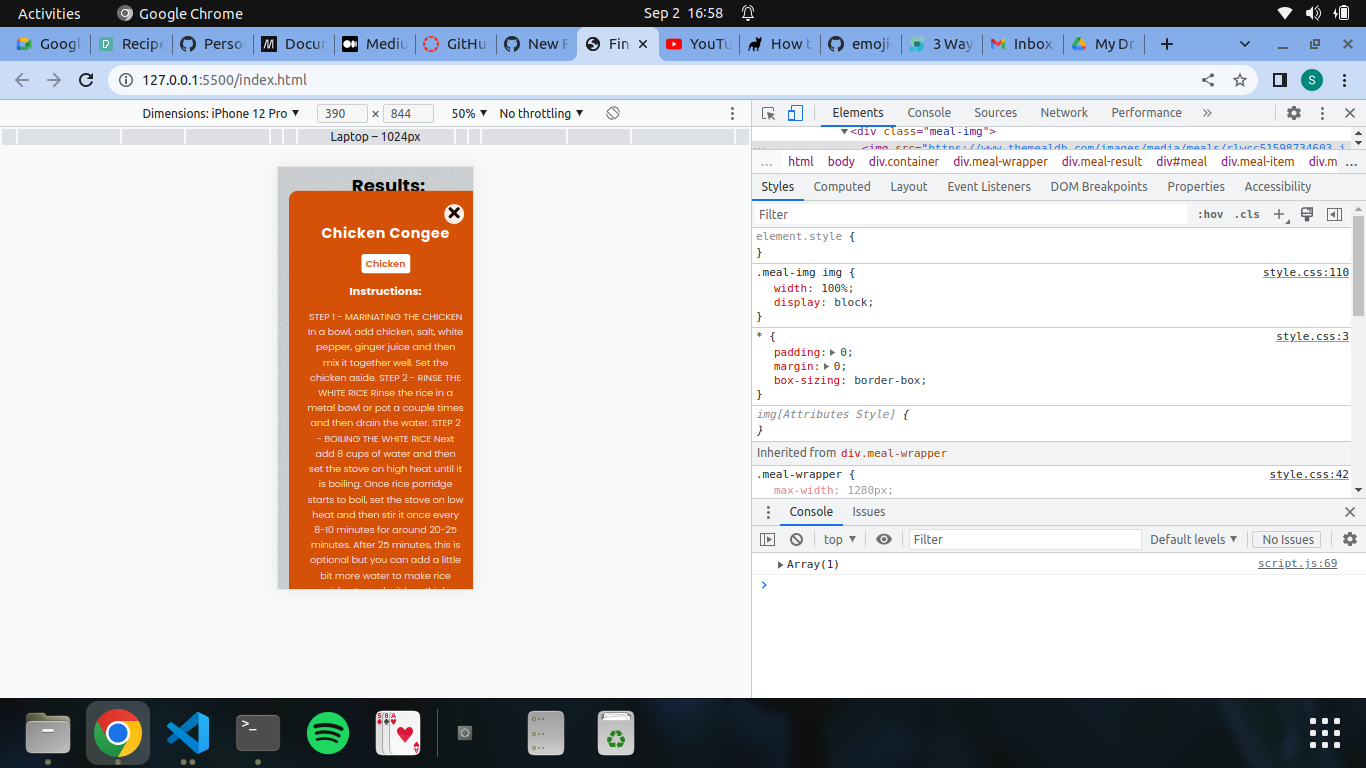 Activities
Google Chrome
Sep 2 16:58
Googl
Recipe
Perso
Docur
Mediu
GitHu
New F
Fin
YouTu
How t
emoji-
3 Way
Inbox
My Dr
127.0.0.1:5500/index.html
S
Dimensions: iPhone 12 Pro
390 × 844
50%
No throttling
Laptop – 1024px
Results:
Chicken Congee
Chicken
Instructions:
STEP 1 - MARINATING THE CHICKEN
In a bowl, add chicken, salt, white
pepper, ginger juice and then
mix it together well. Set the
chicken aside. STEP 2 - RINSE THE
WHITE RICE Rinse the rice in a
metal bowl or pot a couple times
and then drain the water. STEP 2
- BOILING THE WHITE RICE Next
add 8 cups of water and then
set the stove on high heat until it
is boiling. Once rice porridge
starts to boil, set the stove on low
heat and then stir it once every
8-10 minutes for around 20-25
minutes. After 25 minutes, this is
optional but you can add a little
bit more water to make rice
Elements Console Sources Network Performance »
<div class="meal-img">
<img src="https://www.themealdb.com/images/media/meals/rlwcc51598734603.j
... html body div.container div.meal-wrapper div.meal-result div#meal div.meal-item div.m ...
Styles Computed Layout Event Listeners DOM Breakpoints Properties Accessibility
Filter :hov .cls
element.style {
}
.meal-img img { style.css:110
width: 100%;
display: block;
}
* { style.css:3
padding: 0;
margin: 0;
box-sizing: border-box;
}
img[Attributes Style] {
}
Inherited from div.meal-wrapper
.meal-wrapper { style.css:42
max-width: 1280px;
Console Issues
top Filter Default levels No Issues
Array(1) script.js:69